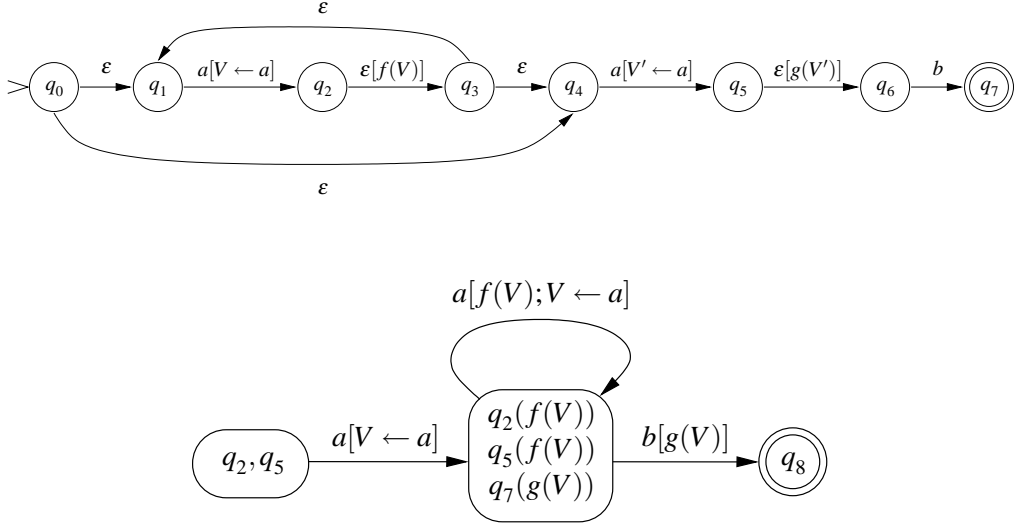 ε
q₀ ε q₁ a[V ← a] q₂ ε[f(V)] q₃ ε q₄ a[V′ ← a] q₅ ε[g(V′)] q₆ b q₇
ε
a[f(V);V ← a]
q₂(f(V))
q₂,q₅ a[V ← a] q₅(f(V)) b[g(V)] q₈
q₇(g(V))